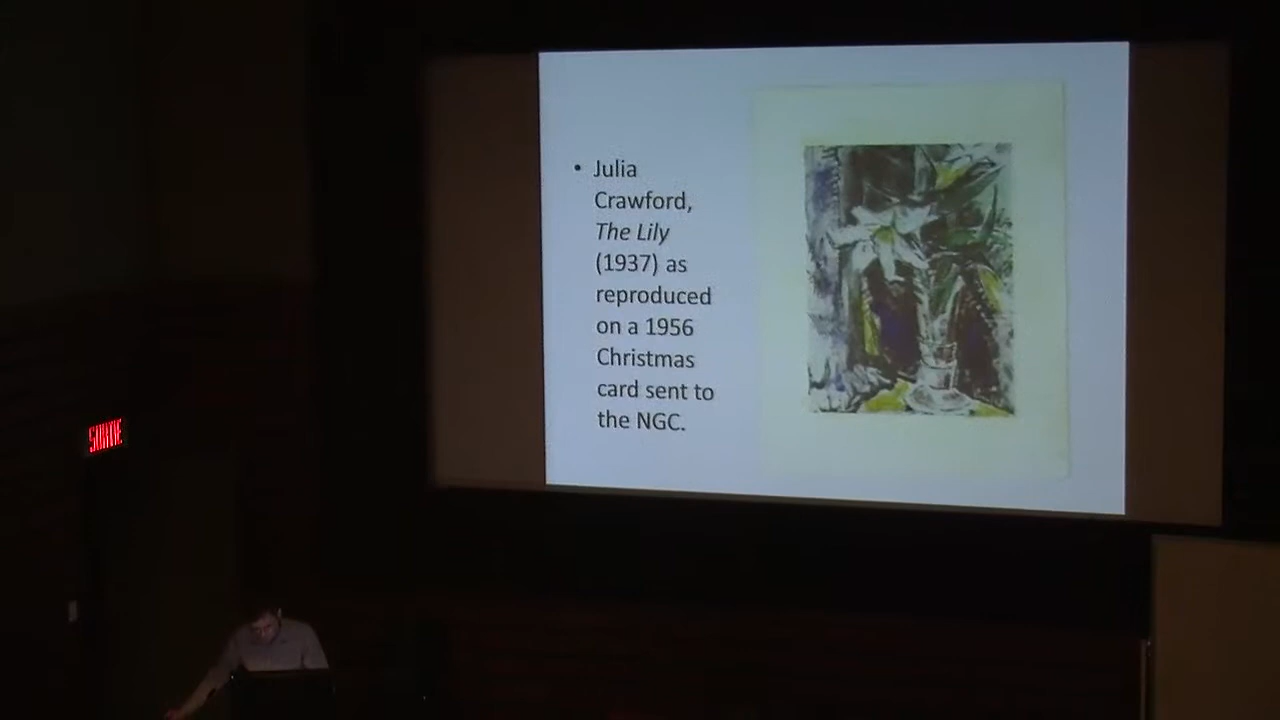 • Julia
Crawford,
The Lily
(1937) as
reproduced
on a 1956
Christmas
card sent to
the NGC.
SORTIE